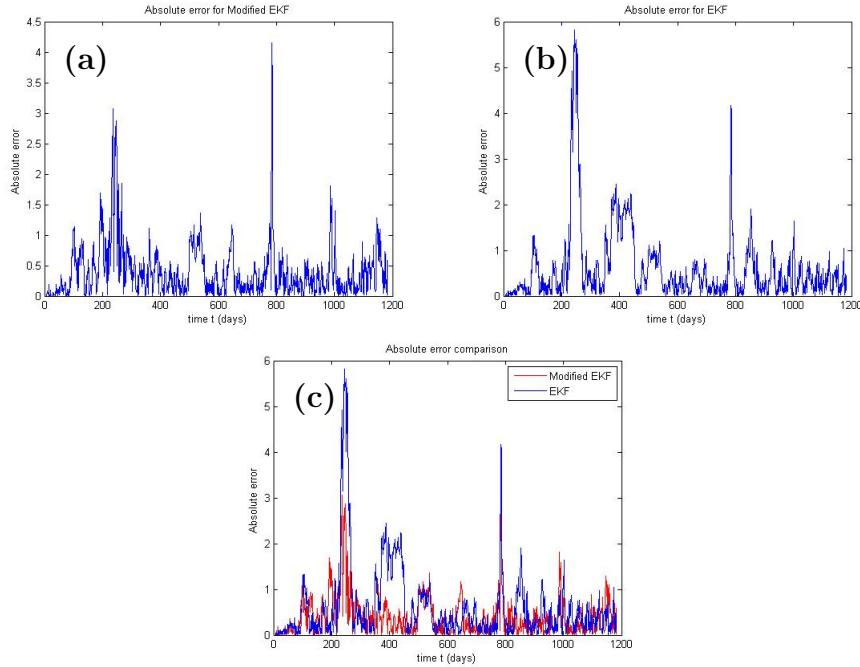 Absolute error for Modified EKF
(a)
4.5
4
3.5
3
2.5
2
1.5
1
0.5
0
Absolute error
0 200 400 600 800 1000 1200
time t (days)
Absolute error for EKF
(b)
6
5
4
3
2
1
0
Absolute error
0 200 400 600 800 1000 1200
time t (days)
Absolute error comparison
(c)
Modified EKF
EKF
6
5
4
3
2
1
0
Absolute error
0 200 400 600 800 1000 1200
time t (days)